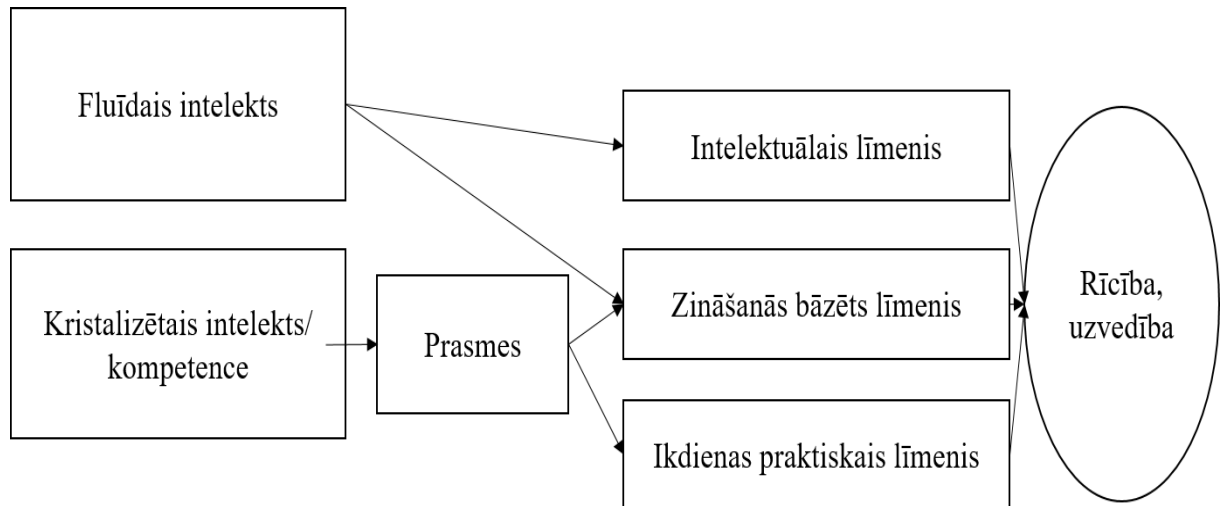 Fluīdais intelekts
Intelektuālais līmenis
Kristalizētais intelekts/
kompetence
Prasmes
Zināšanās bāzēts līmenis
Ikdienas praktiskais līmenis
Rīcība,
uzvedība